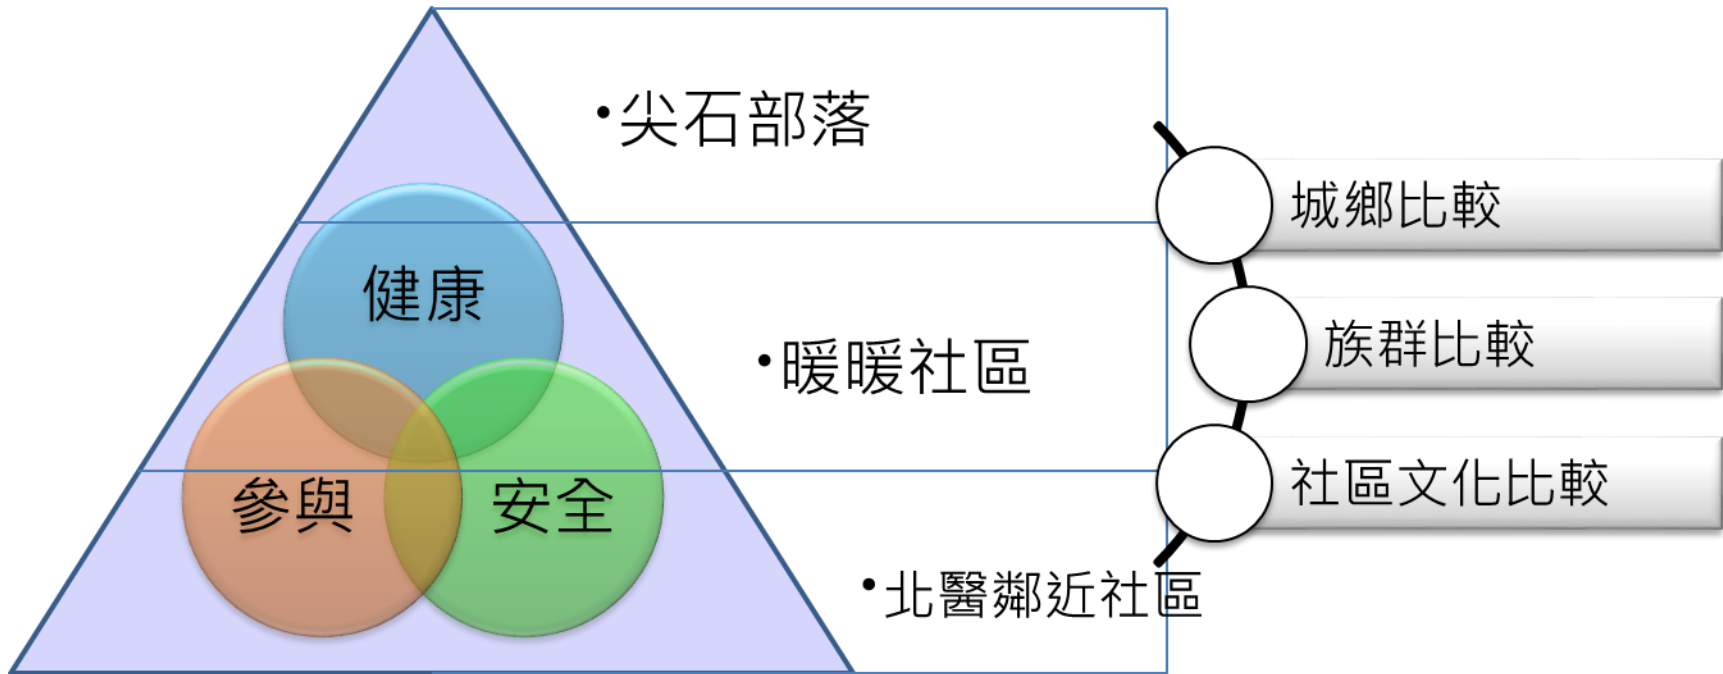 •尖石部落
•暖暖社區
•北醫鄰近社區
健康
參與
安全
城鄉比較
族群比較
社區文化比較